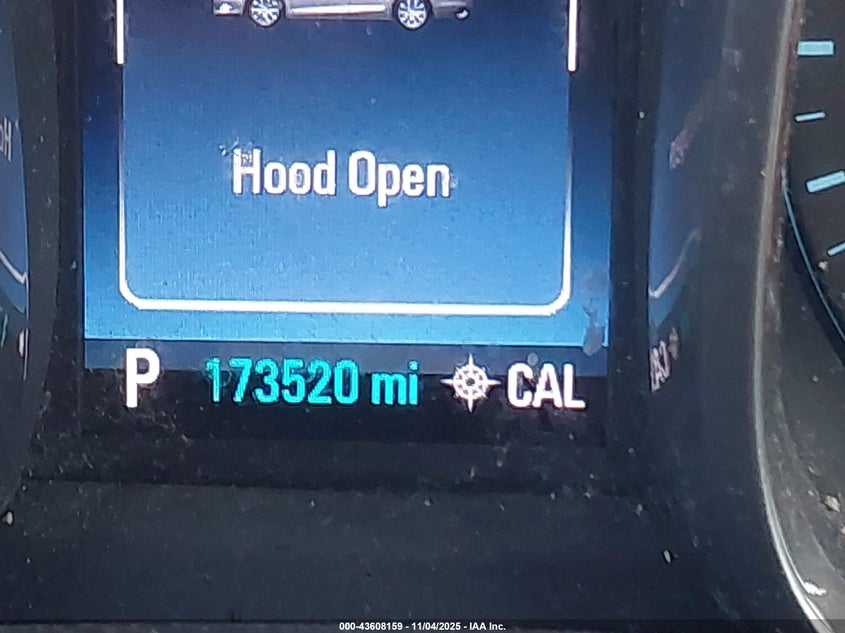 Hood Open
P 173520 mi CAL
000-43608159 - 11/04/2025 - IAA Inc.